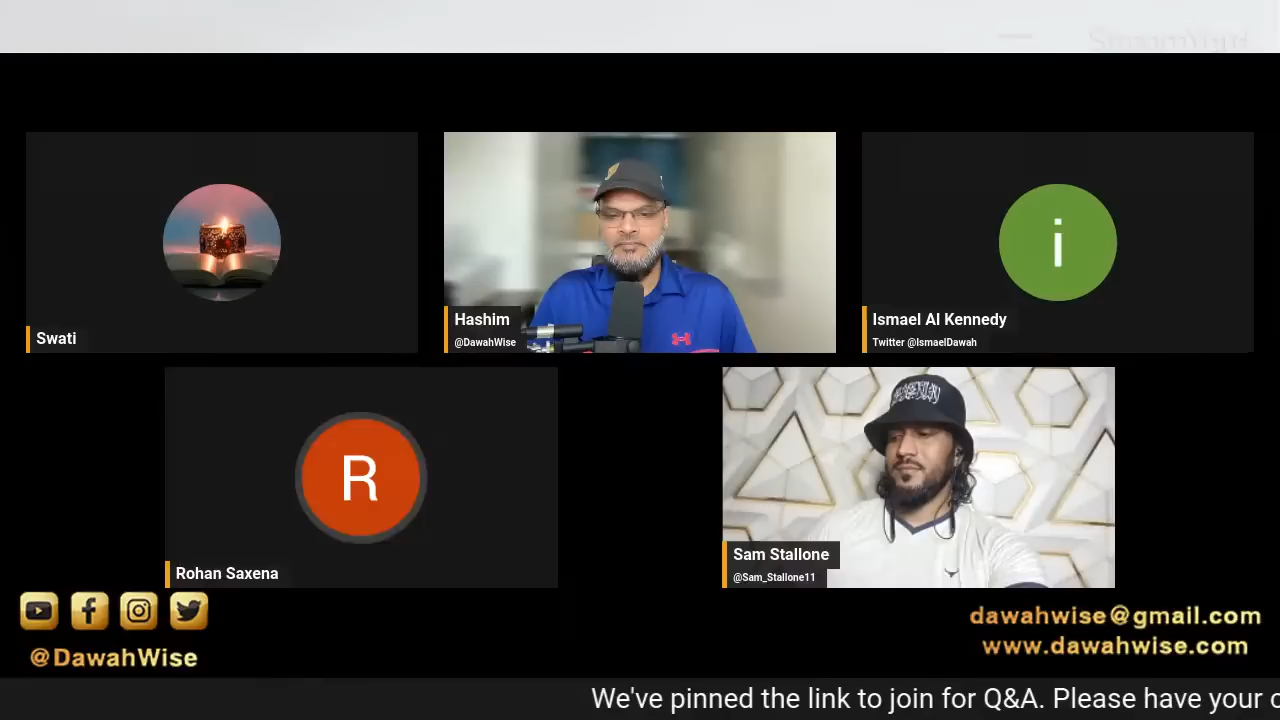 StreamYard
Swati
Hashim
@DawahWise
i
Ismael Al Kennedy
Twitter @IsmaelDawah
R
Rohan Saxena
Sam Stallone
@Sam_Stallone11
@DawahWise
dawahwise@gmail.com
www.dawahwise.com
We've pinned the link to join for Q&A. Please have your